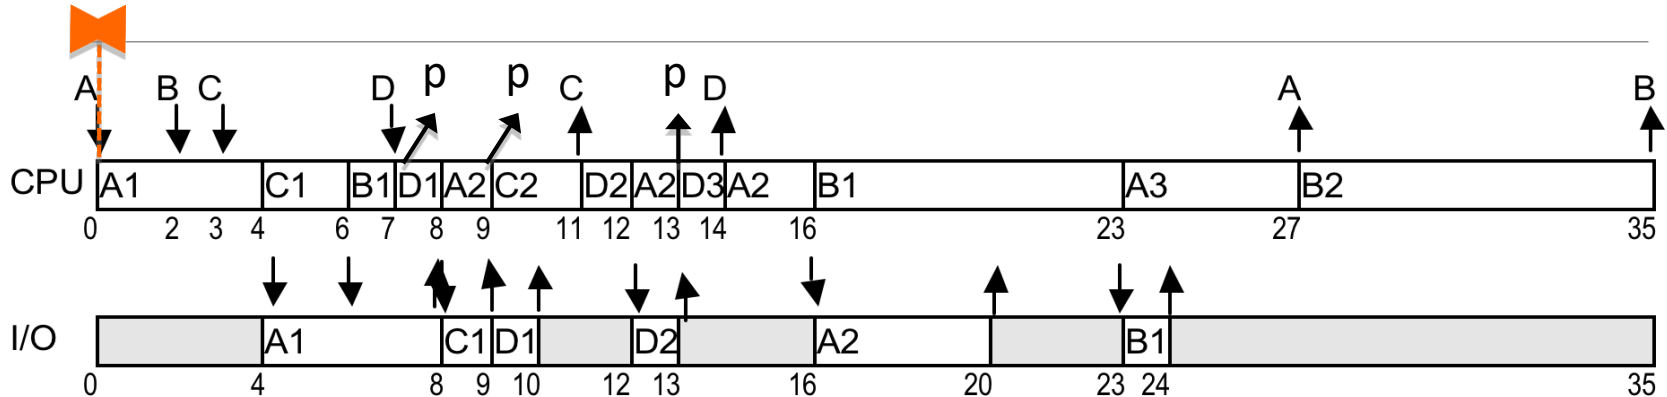 A B C D p p C p D A B
CPU A1 C1 B1 D1 A2 C2 D2 A2 D3 A2 B1 A3 B2
0 2 3 4 6 7 8 9 11 12 13 14 16 23 27 35
I/O A1 C1 D1 D2 A2 B1
0 4 8 9 10 12 13 16 20 23 24 35